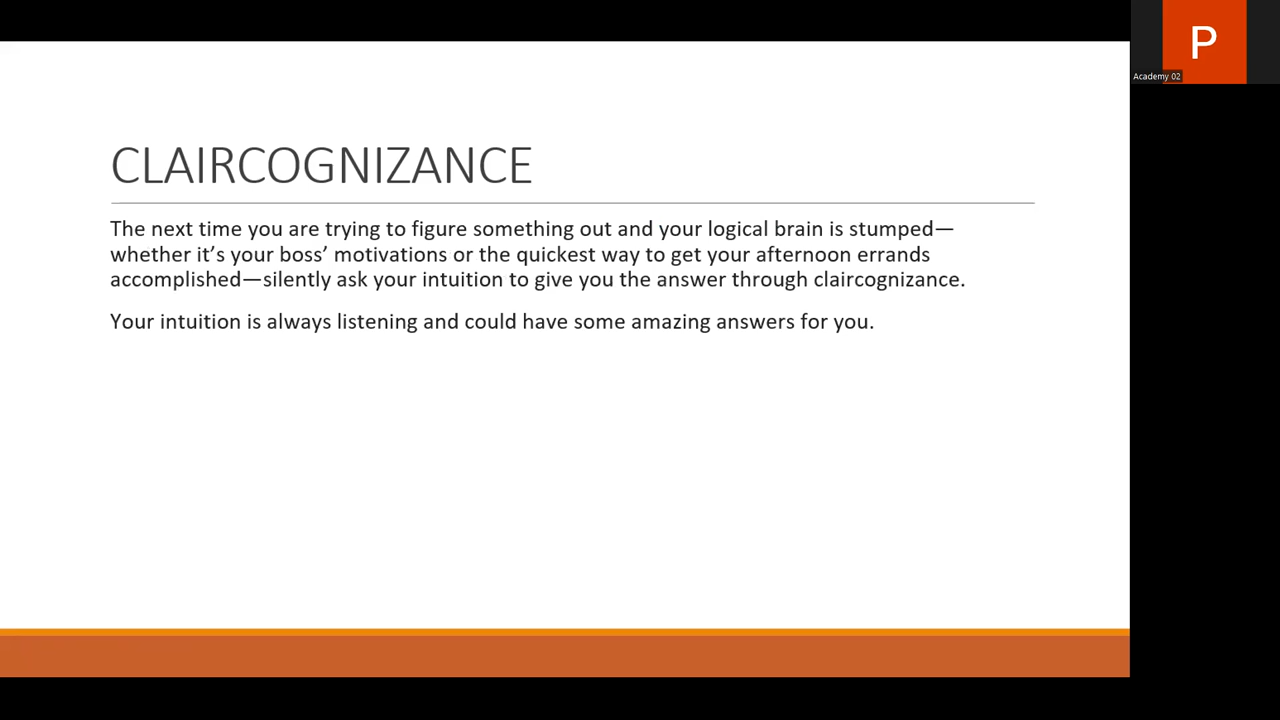 P
Academy 02
CLAIRCOGNIZANCE
The next time you are trying to figure something out and your logical brain is stumped—
whether it’s your boss’ motivations or the quickest way to get your afternoon errands
accomplished—silently ask your intuition to give you the answer through claircognizance.
Your intuition is always listening and could have some amazing answers for you.